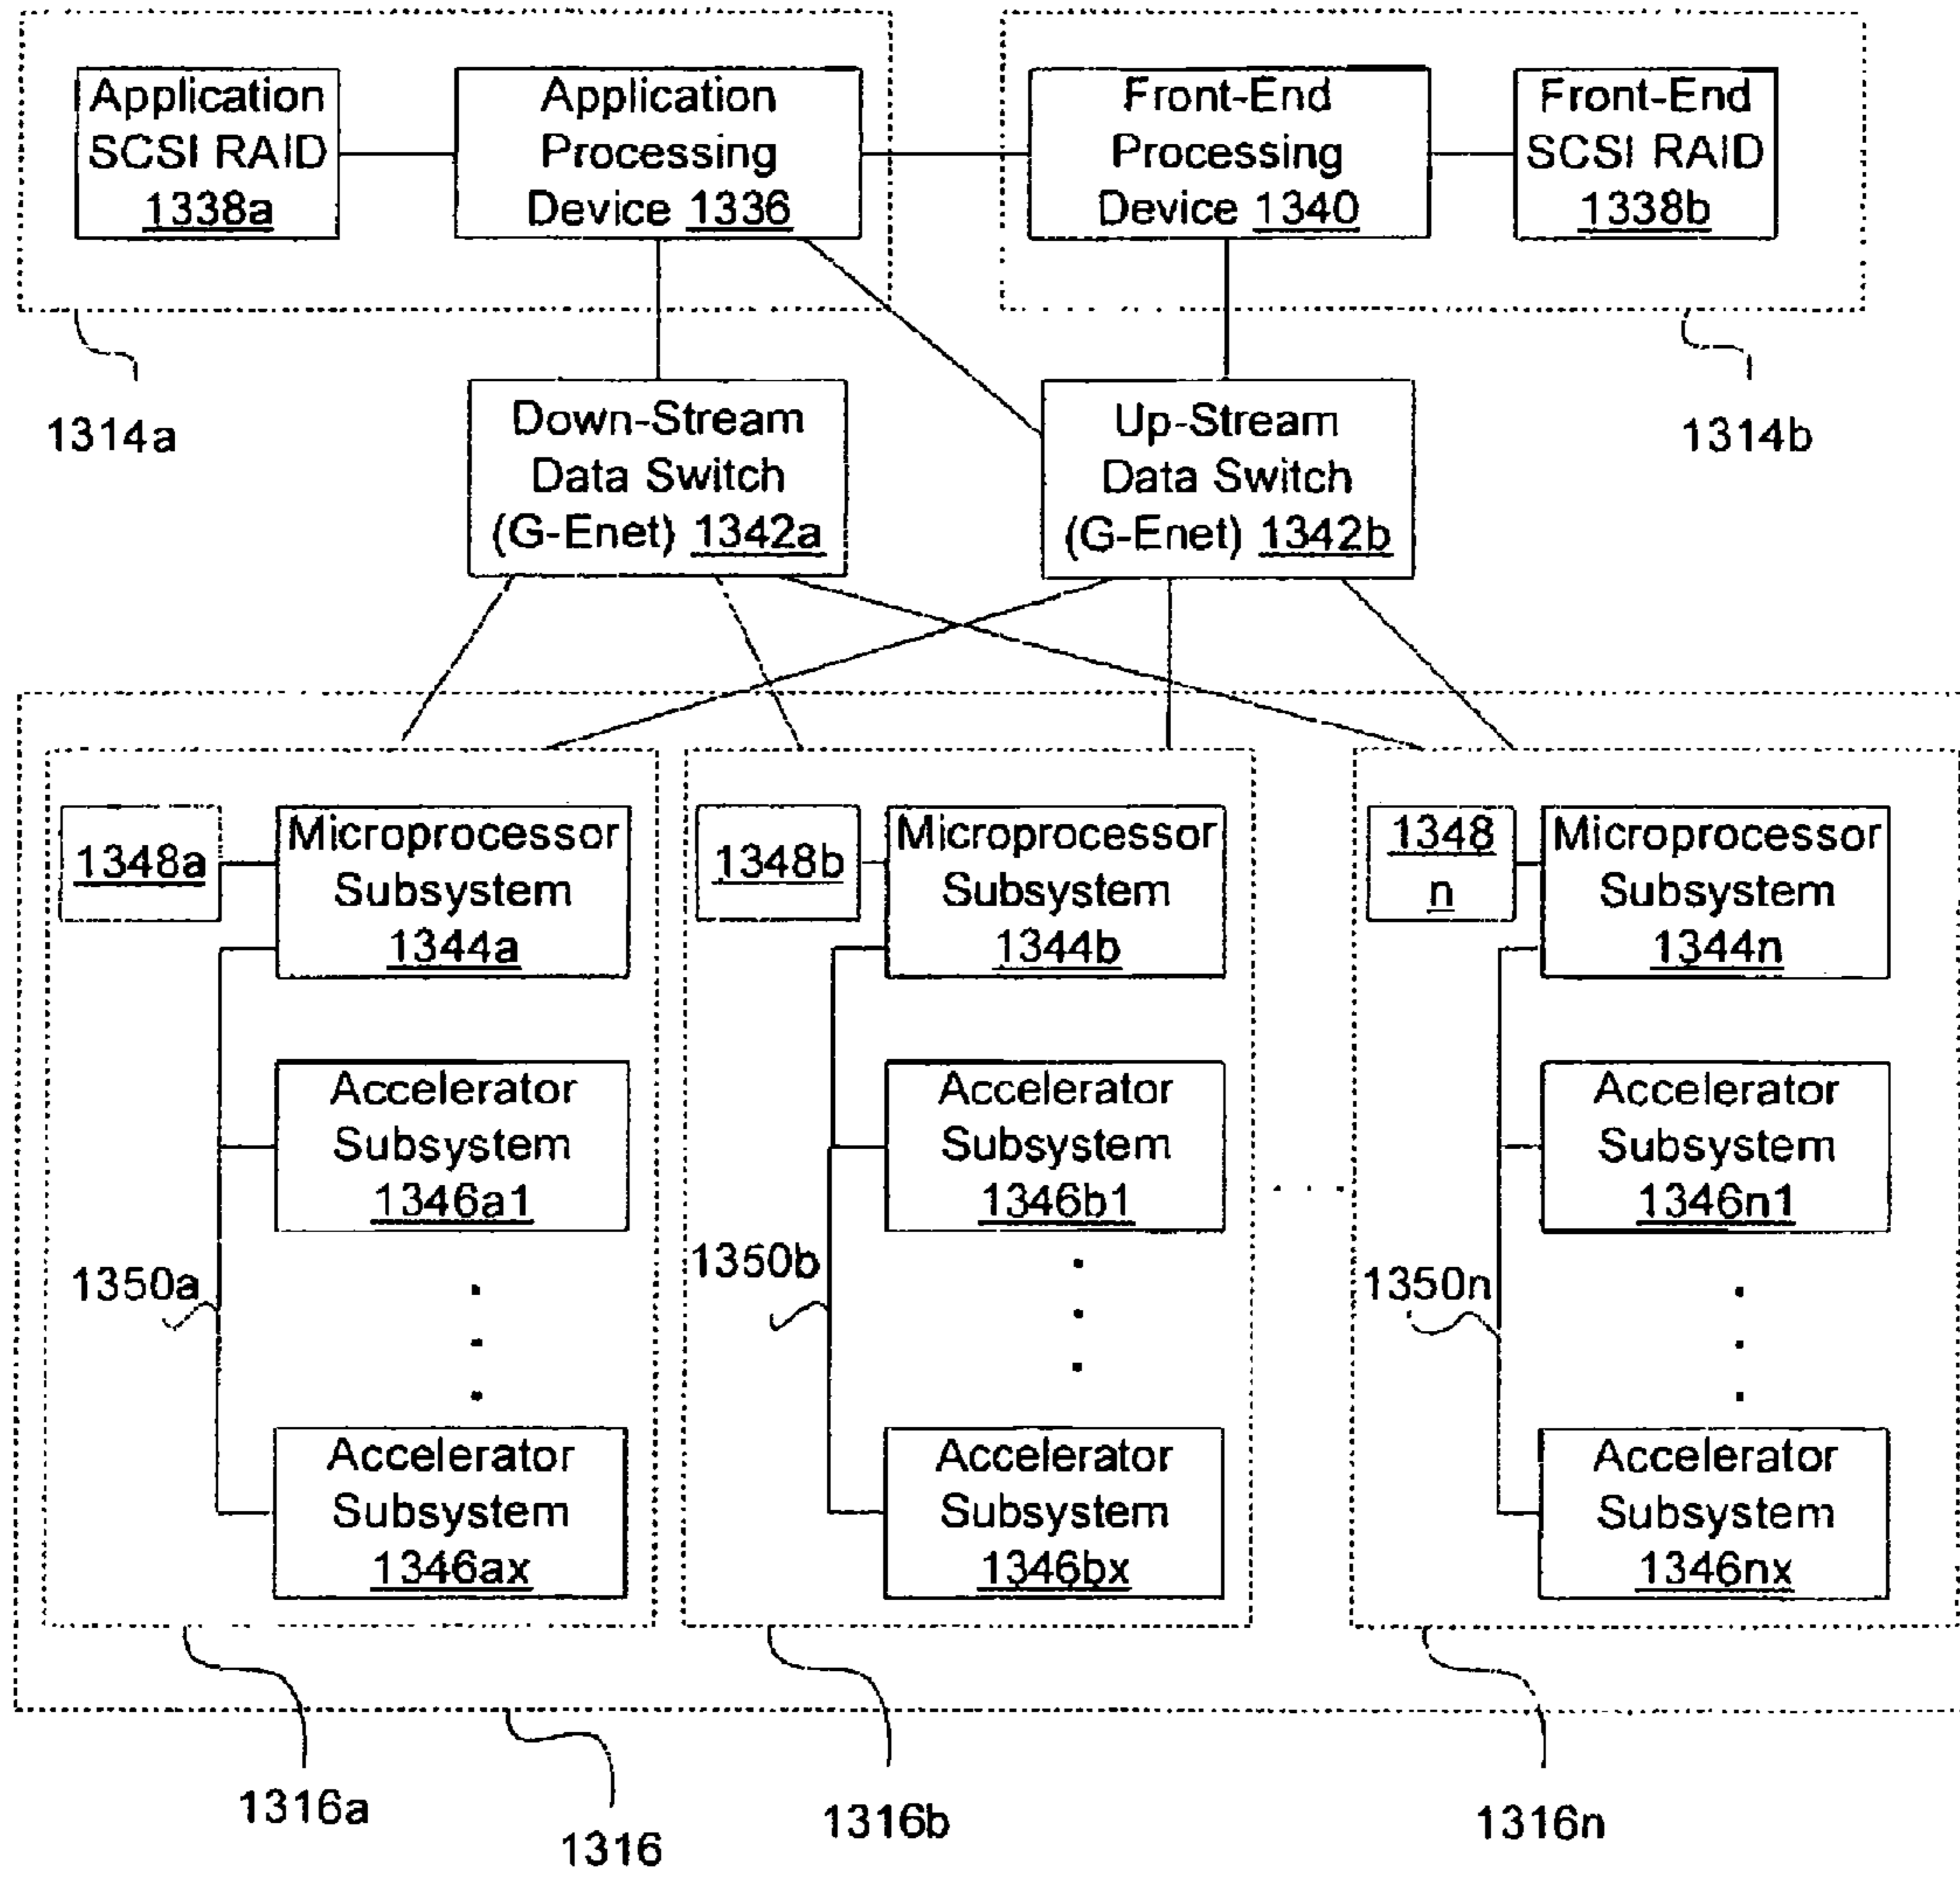 Application
SCSI RAID
1338a
Application
Processing
Device 1336
Front-End
Processing
Device 1340
Front-End
SCSI RAID
1338b
1314a
1314b
Down-Stream
Data Switch
(G-Enet) 1342a
Up-Stream
Data Switch
(G-Enet) 1342b
1348a
Microprocessor
Subsystem
1344a
Accelerator
Subsystem
1346a1
1350a
Accelerator
Subsystem
1346ax
1348b
Microprocessor
Subsystem
1344b
Accelerator
Subsystem
1346b1
1350b
Accelerator
Subsystem
1346bx
1348
n
Microprocessor
Subsystem
1344n
Accelerator
Subsystem
1346n1
1350n
Accelerator
Subsystem
1346nx
1316a
1316
1316b
1316n